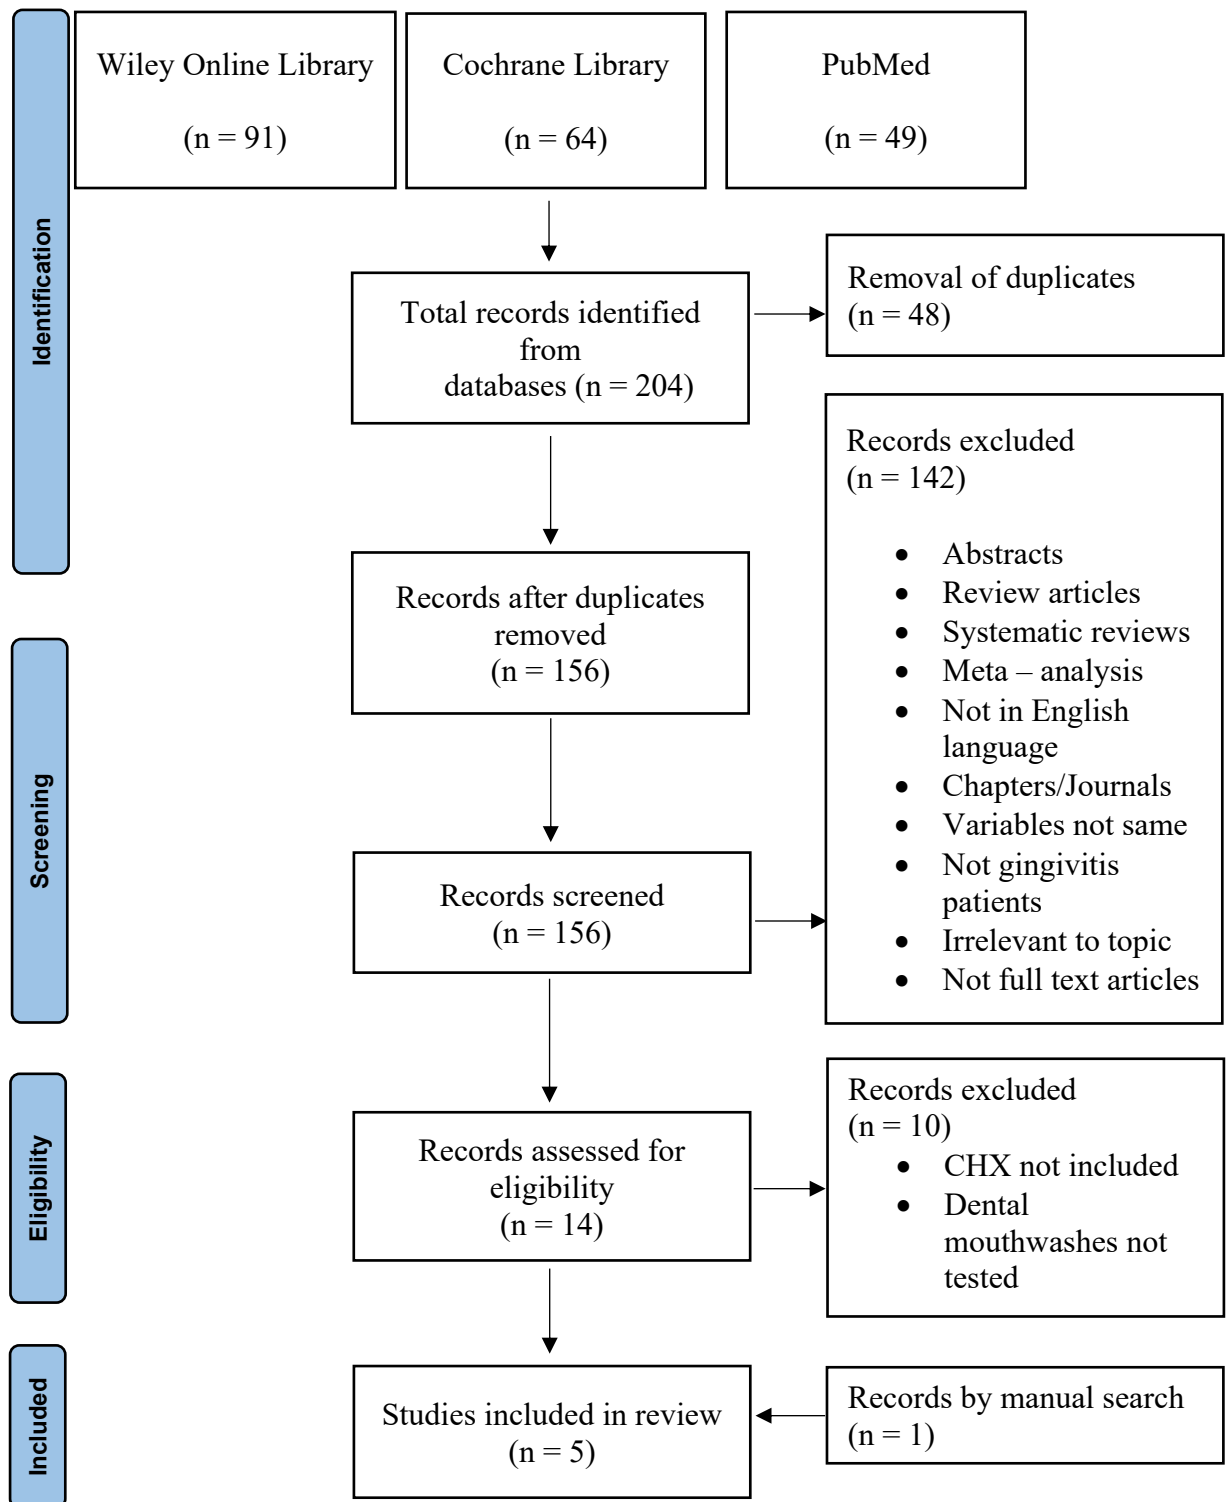 Identification
Wiley Online Library
(n = 91)
Cochrane Library
(n = 64)
PubMed
(n = 49)
Total records identified
from
databases (n = 204)
Removal of duplicates
(n = 48)
Records after duplicates
removed
(n = 156)
Screening
Records screened
(n = 156)
Records excluded
(n = 142)
• Abstracts
• Review articles
• Systematic reviews
• Meta – analysis
• Not in English
language
• Chapters/Journals
• Variables not same
• Not gingivitis
patients
• Irrelevant to topic
• Not full text articles
Eligibility
Records assessed for
eligibility
(n = 14)
Records excluded
(n = 10)
• CHX not included
• Dental
mouthwashes not
tested
Included
Studies included in review
(n = 5)
Records by manual search
(n = 1)